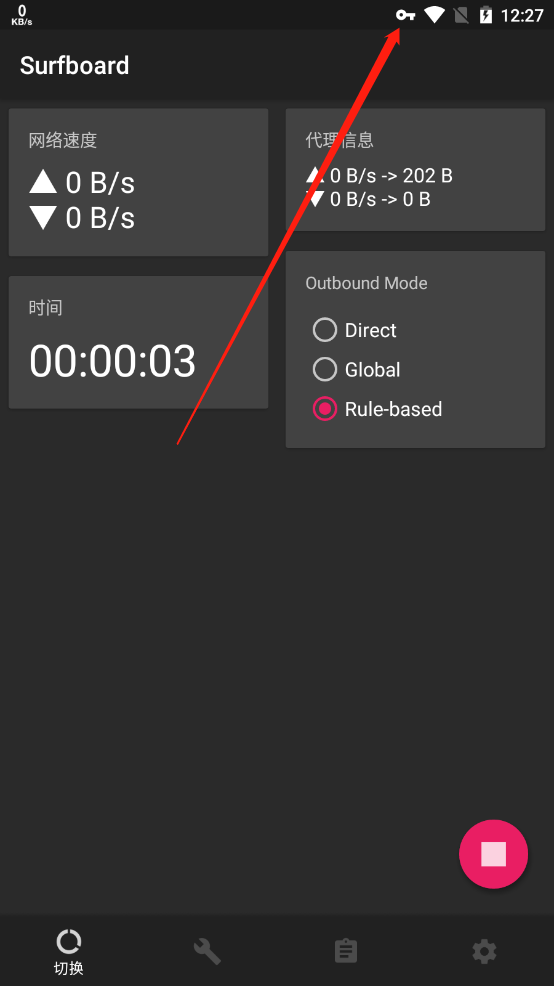 0
KB/s
12:27
Surfboard
网络速度
0 B/s
0 B/s
代理信息
0 B/s -> 202 B
0 B/s -> 0 B
时间
00:00:03
Outbound Mode
Direct
Global
Rule-based
切换